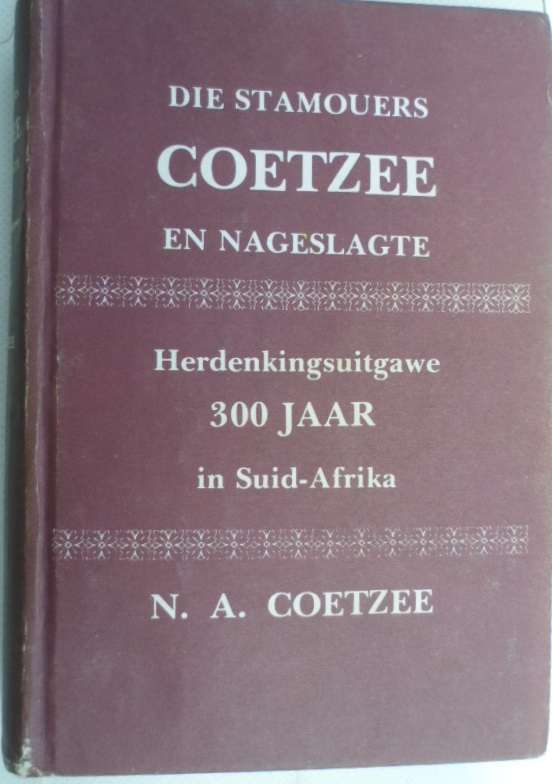 DIE STAMOUERS
COETZEE
EN NAGESLAGTE
Herdenkingsuitgawe
300 JAAR
in Suid-Afrika
N. A. COETZEE